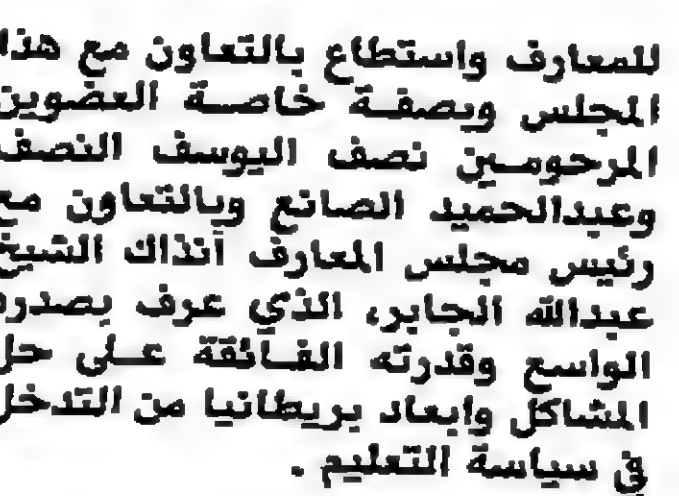 للمعارف واستطاع بالتعاون مع هذا
المجلس وبصفة خاصة العضوين
المرحومين نصف اليوسف النصف
وعبدالحميد الصانع وبالتعاون مع
رئيس مجلس المعارف آنذاك الشيخ
عبدالله الجابر، الذي عرف بصدره
الواسع وقدرته الفائقة على حل
المشاكل وابعاد بريطانيا من التدخل
في سياسة التعليم .